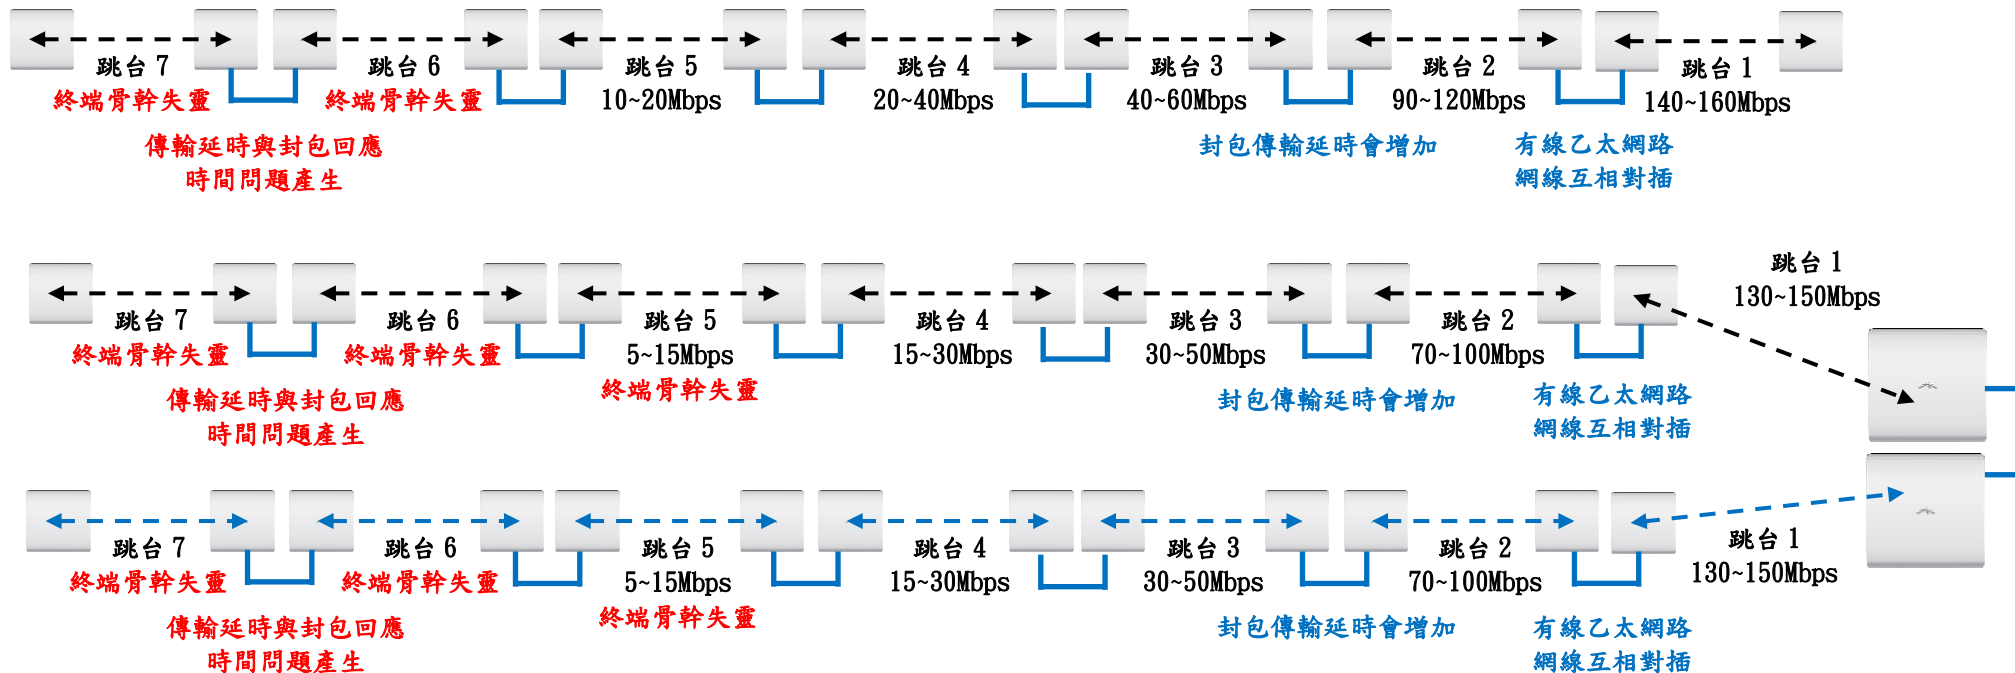 跳台 7
終端骨幹失靈
跳台 6
終端骨幹失靈
跳台 5
10~20Mbps
跳台 4
20~40Mbps
跳台 3
40~60Mbps
跳台 2
90~120Mbps
跳台 1
140~160Mbps
傳輸延時與封包回應
時間問題產生
封包傳輸延時會增加
有線乙太網路
網線互相對插
跳台 7
終端骨幹失靈
跳台 6
終端骨幹失靈
跳台 5
5~15Mbps
終端骨幹失靈
跳台 4
15~30Mbps
跳台 3
30~50Mbps
跳台 2
70~100Mbps
跳台 1
130~150Mbps
傳輸延時與封包回應
時間問題產生
封包傳輸延時會增加
有線乙太網路
網線互相對插
跳台 7
終端骨幹失靈
跳台 6
終端骨幹失靈
跳台 5
5~15Mbps
終端骨幹失靈
跳台 4
15~30Mbps
跳台 3
30~50Mbps
跳台 2
70~100Mbps
跳台 1
130~150Mbps
傳輸延時與封包回應
時間問題產生
封包傳輸延時會增加
有線乙太網路
網線互相對插